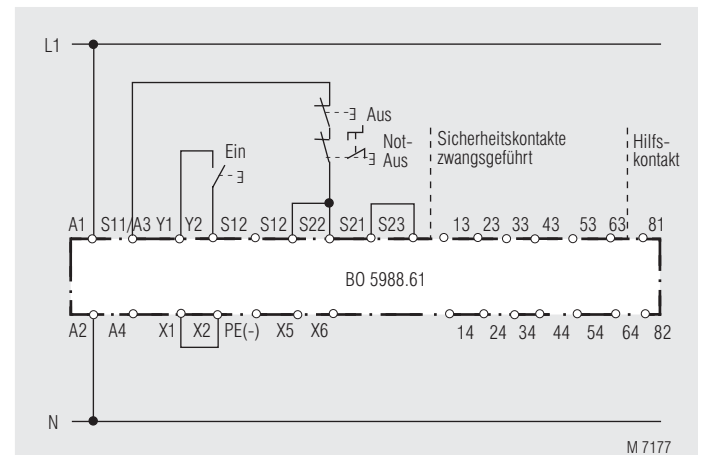 L1
Aus
Not-
Aus
Ein
Sicherheitskontakte
zwangsgeführt
Hilfs-
kontakt
A1 S11/A3 Y1 Y2 S12 S12 S22 S21 S23 13 23 33 43 53 63 81
BO 5988.61
A2 A4 X1 X2 PE(-) X5 X6 14 24 34 44 54 64 82
N
M 7177